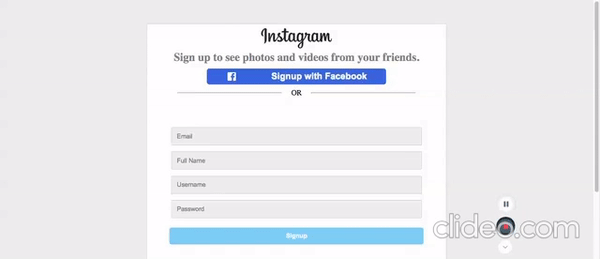 Instagram
Sign up to see photos and videos from your friends.
Signup with Facebook
OR
Email
Full Name
Username
Password
Signup
clideo.com